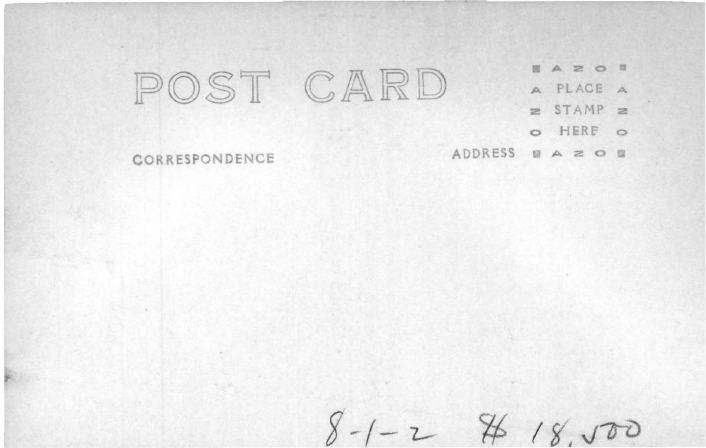 POST CARD
■ A Z O ■
A PLACE A
Z STAMP Z
O HERE O
CORRESPONDENCE
ADDRESS ■ A Z O ■
8-1-2 $ 18,500